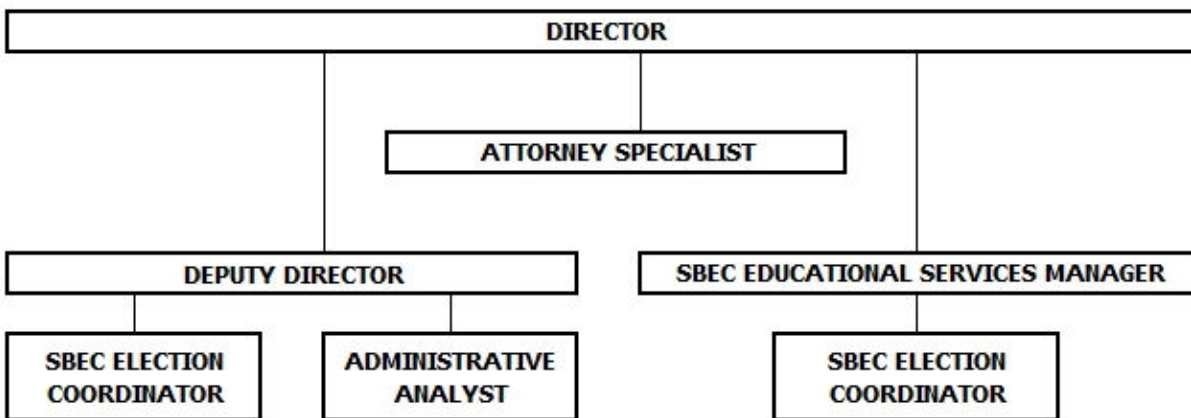 DIRECTOR
ATTORNEY SPECIALIST
DEPUTY DIRECTOR
SBEC EDUCATIONAL SERVICES MANAGER
SBEC ELECTION
COORDINATOR
ADMINISTRATIVE
ANALYST
SBEC ELECTION
COORDINATOR